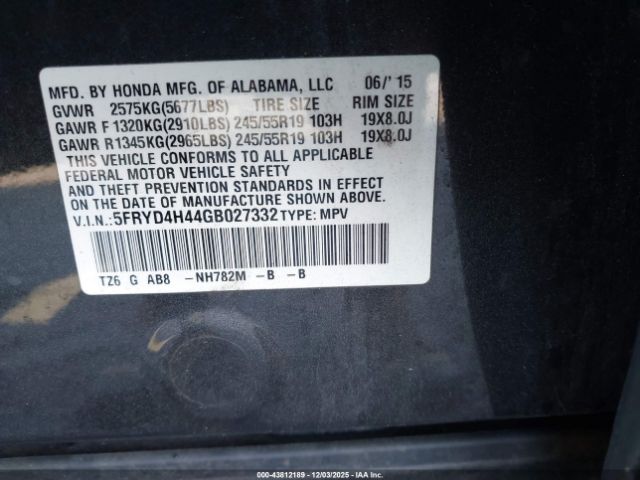 MFD. BY HONDA MFG. OF ALABAMA, LLC 06/' 15
GVWR 2575KG(5677LBS) TIRE SIZE RIM SIZE
GAWR F 1320KG(2910LBS) 245/55R19 103H 19X8.0J
GAWR R1345KG(2965LBS) 245/55R19 103H 19X8.0J
THIS VEHICLE CONFORMS TO ALL APPLICABLE
FEDERAL MOTOR VEHICLE SAFETY
AND THEFT PREVENTION STANDARDS IN EFFECT
ON THE DATE OF MANUFACTURE SHOWN ABOVE.
V.I.N.:5FRYD4H44GB027332 TYPE: MPV
TZ6 G AB8 -NH782M -B -B
000-43812189 - 12/03/2025 - IAA Inc.